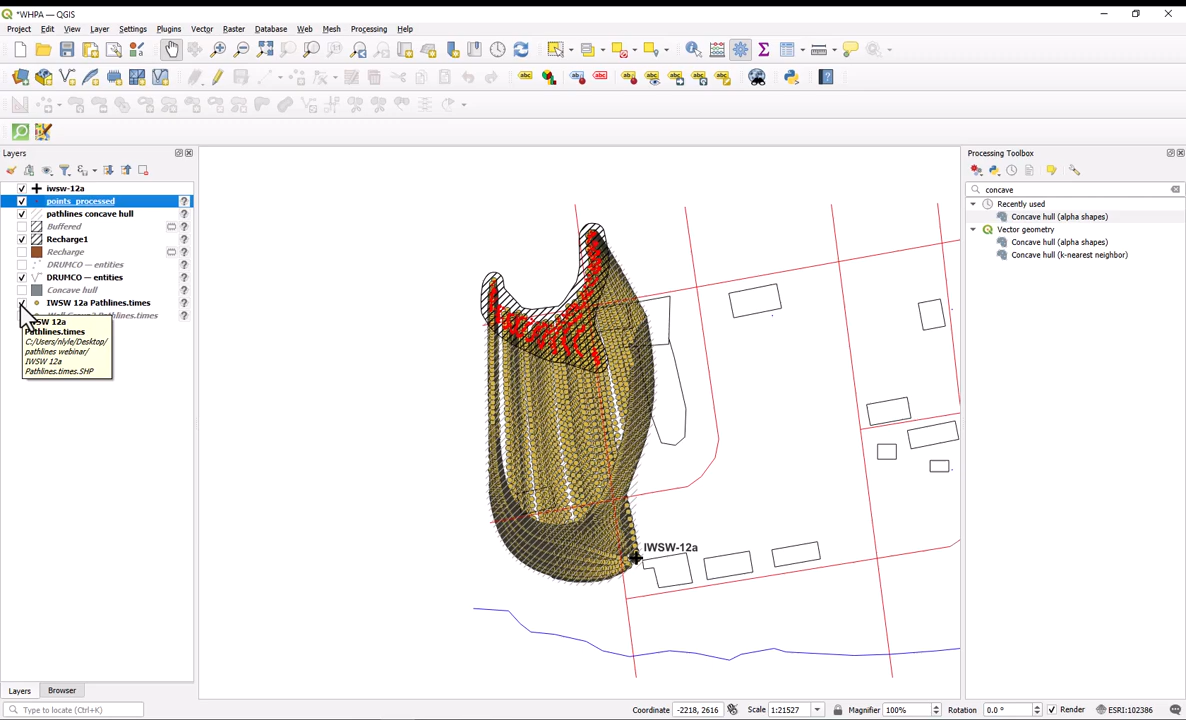 *WHPA — QGIS
Project Edit View Layer Settings Plugins Vector Raster Database Web Mesh Processing Help
Layers
iwsw-12a
points_processed
pathlines concave hull
Buffered
Recharge1
Recharge
DRUMCO — entities
DRUMCO — entities
Concave hull
IWSW 12a Pathlines.times
Pathlines.times
C:/Users/nlyle/Desktop/
pathlines webinar/
IWSW 12a
Pathlines.times.SHP
IWSW-12a
Processing Toolbox
concave
Recently used
Concave hull (alpha shapes)
Vector geometry
Concave hull (alpha shapes)
Concave hull (k-nearest neighbor)
Layers Browser
Type to locate (Ctrl+K)
Coordinate -2218, 2616 Scale 1:21527 Magnifier 100% Rotation 0.0 ° Render ESRI:102386